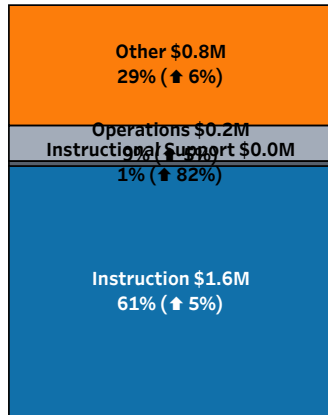 Other $0.8M
29% (⬆ 6%)
Operations $0.2M
Instructional Support $0.0M
9% (⬆
1% (⬆ 82%)
Instruction $1.6M
61% (⬆ 5%)